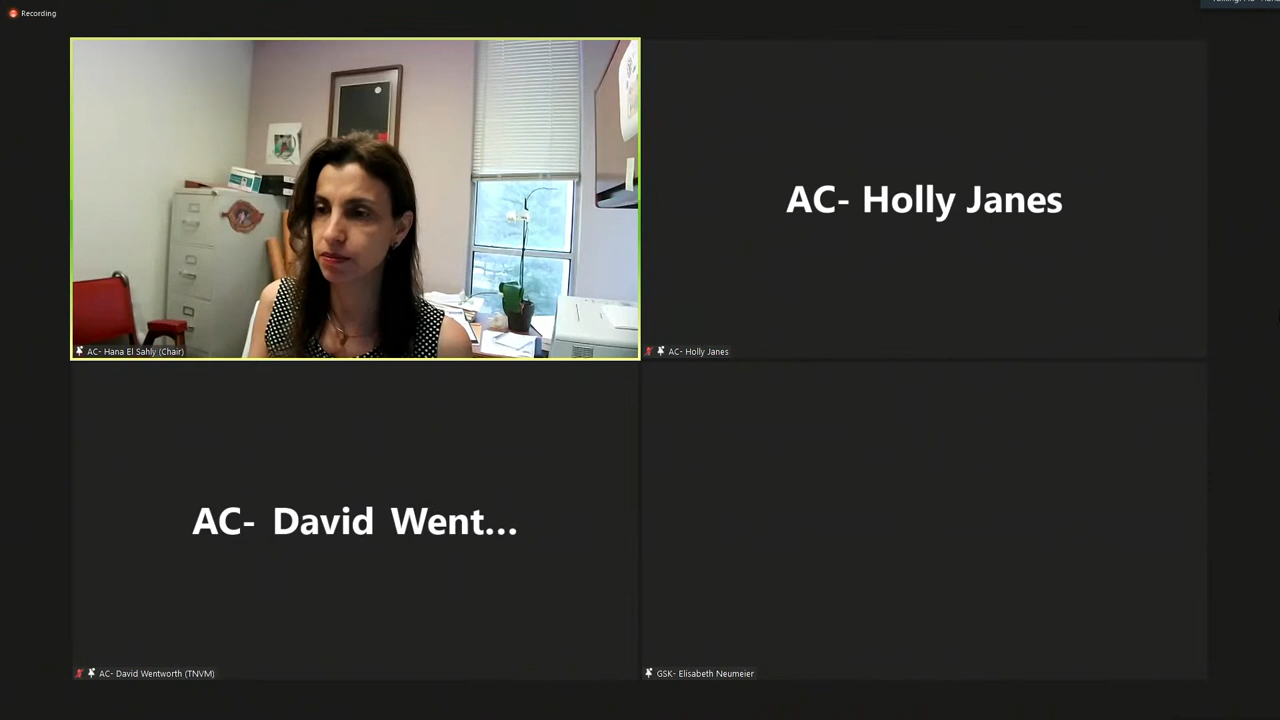 Recording
AC- Holly Janes
AC- Hana El Sahly (Chair)
AC- Holly Janes
AC- David Went...
AC- David Wentworth (TNVM)
GSK- Elisabeth Neumeier